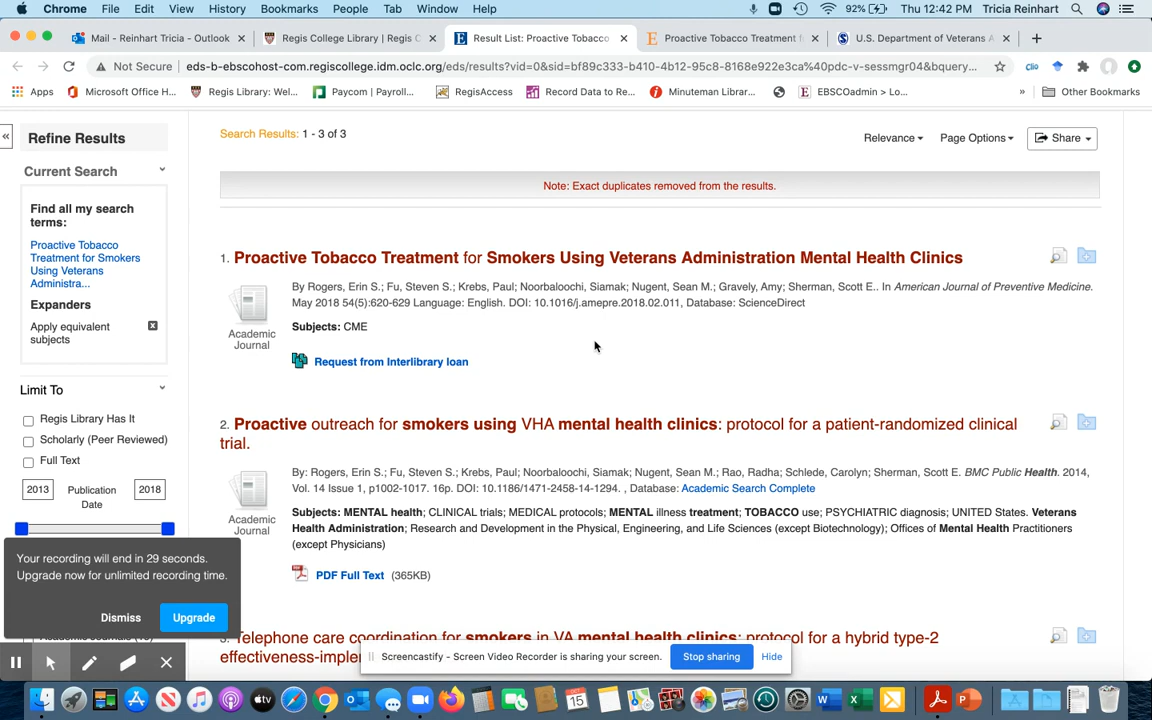 Chrome File Edit View History Bookmarks People Tab Window Help 92% Thu 12:42 PM Tricia Reinhart
Mail - Reinhart Tricia - Outlook Regis College Library | Regis C Result List: Proactive Tobacco Proactive Tobacco Treatment f U.S. Department of Veterans A
Not Secure eds-b-ebscohost-com.regiscollege.idm.oclc.org/eds/results?vid=0&sid=bf89c333-b410-4b12-95c8-8168e922e3ca%40pdc-v-sessmgr04&bquery...
Apps Microsoft Office H... Regis Library: Wel... Paycom | Payroll... RegisAccess Record Data to Re... Minuteman Librar... EBSCOadmin > Lo... » Other Bookmarks
«
Refine Results
Search Results: 1 - 3 of 3
Relevance Page Options Share
Current Search
Note: Exact duplicates removed from the results.
Find all my search
terms:
Proactive Tobacco
Treatment for Smokers
Using Veterans
Administra...
Expanders
Apply equivalent
subjects
Limit To
Regis Library Has It
Scholarly (Peer Reviewed)
Full Text
2013 Publication 2018
Date
1. Proactive Tobacco Treatment for Smokers Using Veterans Administration Mental Health Clinics
By Rogers, Erin S.; Fu, Steven S.; Krebs, Paul; Noorbaloochi, Siamak; Nugent, Sean M.; Gravely, Amy; Sherman, Scott E.. In American Journal of Preventive Medicine.
May 2018 54(5):620-629 Language: English. DOI: 10.1016/j.amepre.2018.02.011, Database: ScienceDirect
Academic
Journal
Subjects: CME
Request from Interlibrary loan
2. Proactive outreach for smokers using VHA mental health clinics: protocol for a patient-randomized clinical
trial.
By: Rogers, Erin S.; Fu, Steven S.; Krebs, Paul; Noorbaloochi, Siamak; Nugent, Sean M.; Rao, Radha; Schlede, Carolyn; Sherman, Scott E. BMC Public Health. 2014,
Vol. 14 Issue 1, p1002-1017. 16p. DOI: 10.1186/1471-2458-14-1294. , Database: Academic Search Complete
Academic
Journal
Subjects: MENTAL health; CLINICAL trials; MEDICAL protocols; MENTAL illness treatment; TOBACCO use; PSYCHIATRIC diagnosis; UNITED States. Veterans
Health Administration; Research and Development in the Physical, Engineering, and Life Sciences (except Biotechnology); Offices of Mental Health Practitioners
(except Physicians)
PDF Full Text (365KB)
3. Telephone care coordination for smokers in VA mental health clinics: protocol for a hybrid type-2
effectiveness-implem
Your recording will end in 29 seconds.
Upgrade now for unlimited recording time.
Dismiss Upgrade
Screencastify - Screen Video Recorder is sharing your screen. Stop sharing Hide